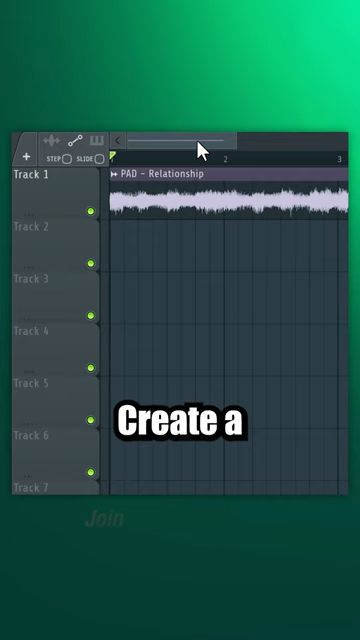 STEP SLIDE
1 2 3
Track 1
PAD - Relationship
Track 2
Track 3
Track 4
Track 5
Create a
Track 6
Track 7
Join